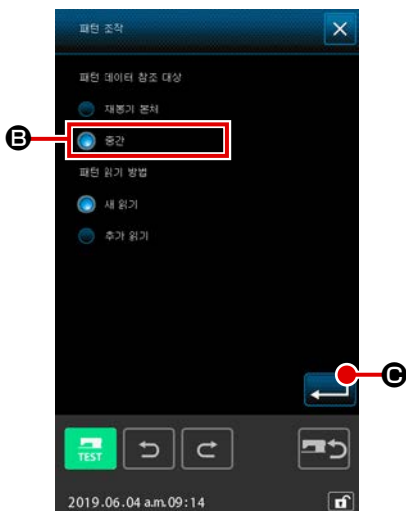 패턴 조작
패턴 데이터 참조 대상
재봉기 본체
B
중간
패턴 읽기 방법
새 읽기
추가 읽기
C
TEST
2019.06.04 a.m.09:14